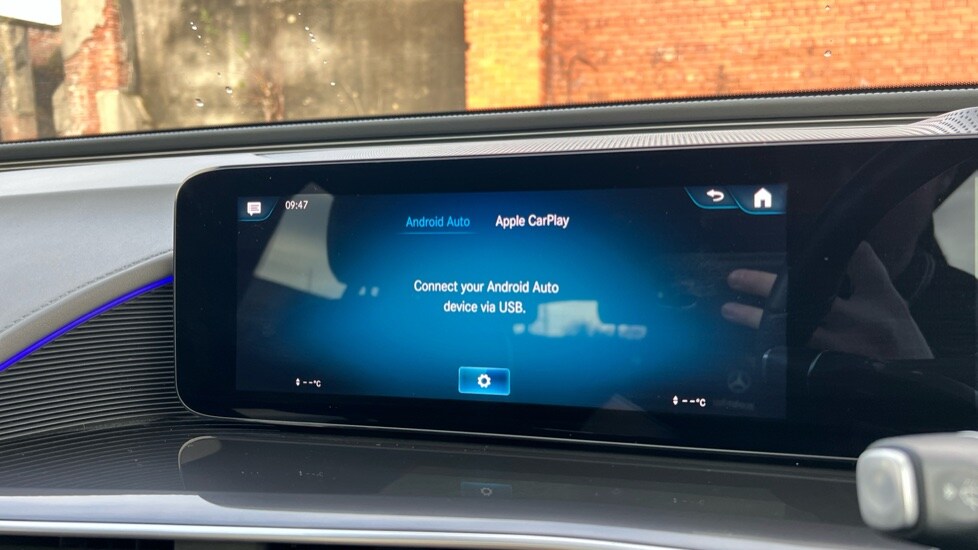 09:47
Android Auto Apple CarPlay
Connect your Android Auto
device via USB.
--°C
--°C